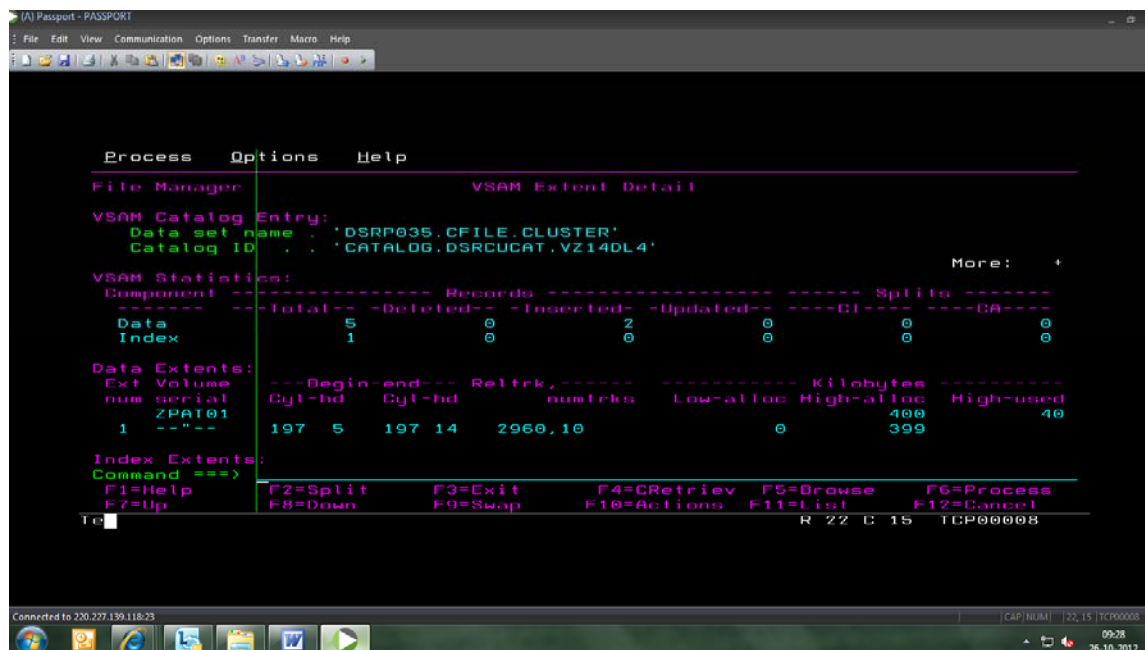 (A) Passport - PASSPORT
File Edit View Communication Options Transfer Macro Help
Process Options Help
File Manager VSAM Extent Detail
VSAM Catalog Entry:
Data set name . 'DSRP035.CFILE.CLUSTER'
Catalog ID . . 'CATALOG.DSRCUCAT.VZ14DL4'
More: +
VSAM Statistics:
Component ------------------ Records -------------------- ------ Splits -------
------- ---Total-- -Deleted-- -Inserted- -Updated-- ----CI---- ----CA----
Data 5 0 2 0 0 0
Index 1 0 0 0 0 0
Data Extents:
Ext Volume ---Begin-end--- Reltrk,------ ----------- Kilobytes ----------
num serial Cyl-hd Cyl-hd numtrks Low-alloc High-alloc High-used
ZPAT01 400 40
1 --"-- 197 5 197 14 2960,10 0 399
Index Extents:
Command ===>
F1=Help F2=Split F3=Exit F4=CRetriev F5=Browse F6=Process
F7=Up F8=Down F9=Swap F10=Actions F11=List F12=Cancel
Te R 22 C 15 TCP00008
Connected to 220.227.139.118:23 CAP NUM 22, 15 TCP00008
09:28
26-10-2012